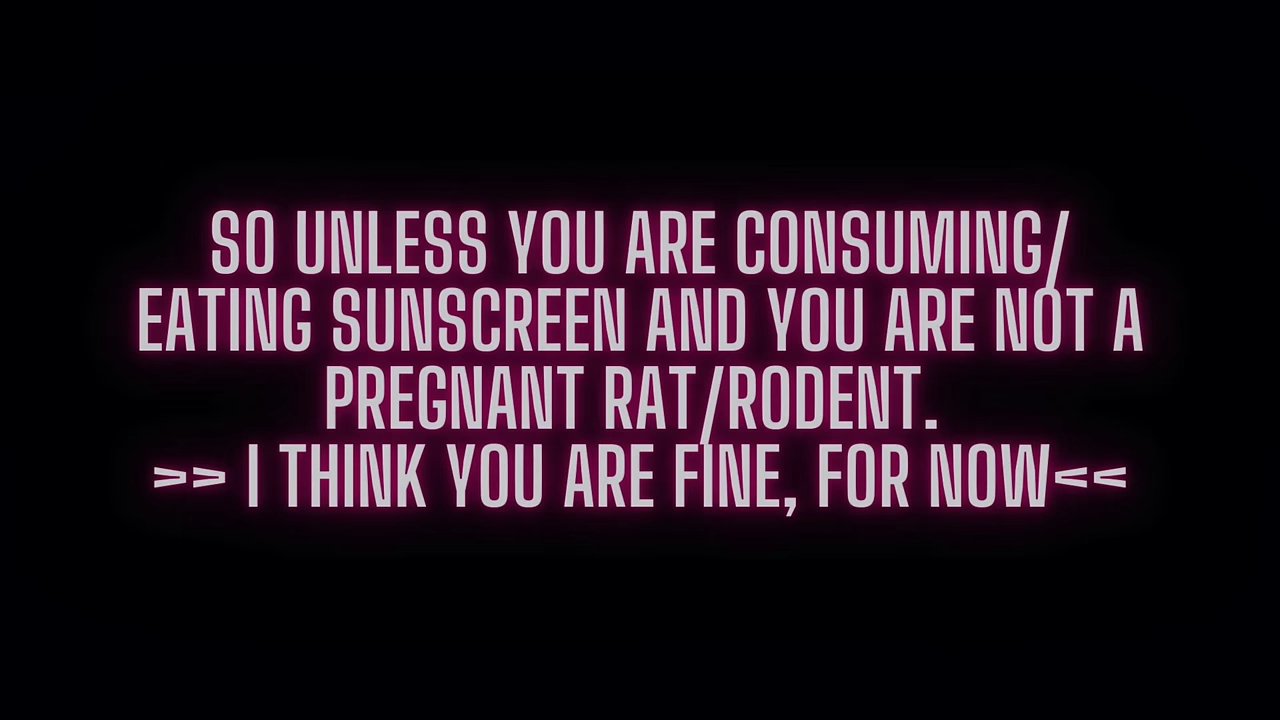 SO UNLESS YOU ARE CONSUMING/
EATING SUNSCREEN AND YOU ARE NOT A
PREGNANT RAT/RODENT.
>> I THINK YOU ARE FINE, FOR NOW<<